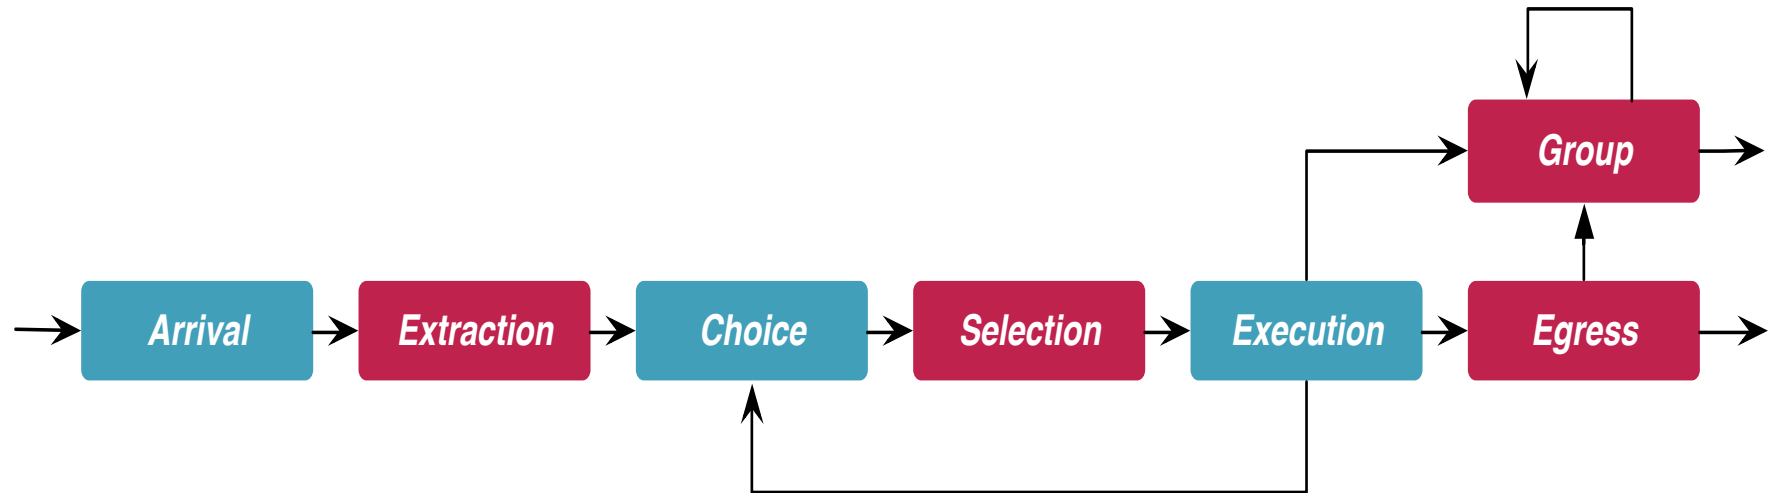 Group
Arrival
Extraction
Choice
Selection
Execution
Egress